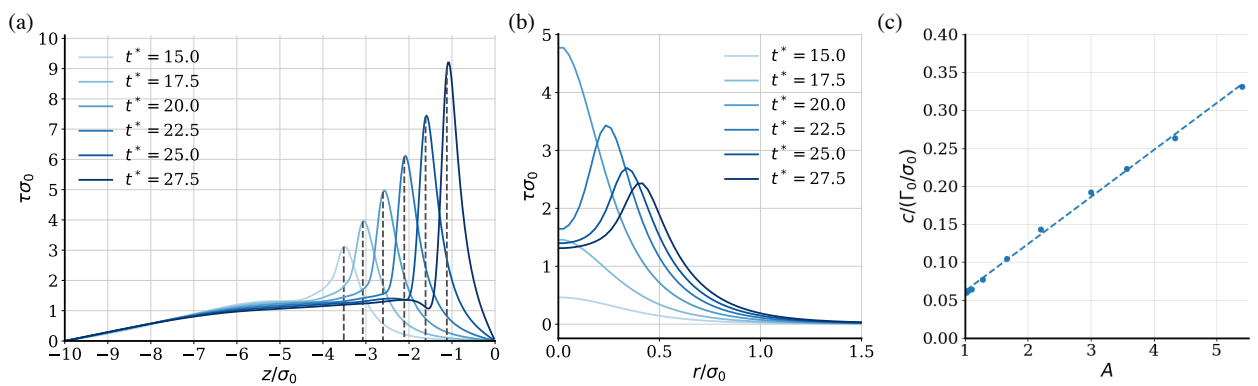 (a)
10
9
8
7
6
5
4
3
2
1
0
τσ₀
t* = 15.0
t* = 17.5
t* = 20.0
t* = 22.5
t* = 25.0
t* = 27.5
−10 −9 −8 −7 −6 −5 −4 −3 −2 −1 0
z/σ₀
(b)
5
4
3
2
1
0
τσ₀
t* = 15.0
t* = 17.5
t* = 20.0
t* = 22.5
t* = 25.0
t* = 27.5
0.0 0.5 1.0 1.5
r/σ₀
(c)
0.40
0.35
0.30
0.25
0.20
0.15
0.10
0.05
0.00
c/(Γ₀/σ₀)
1 2 3 4 5
A